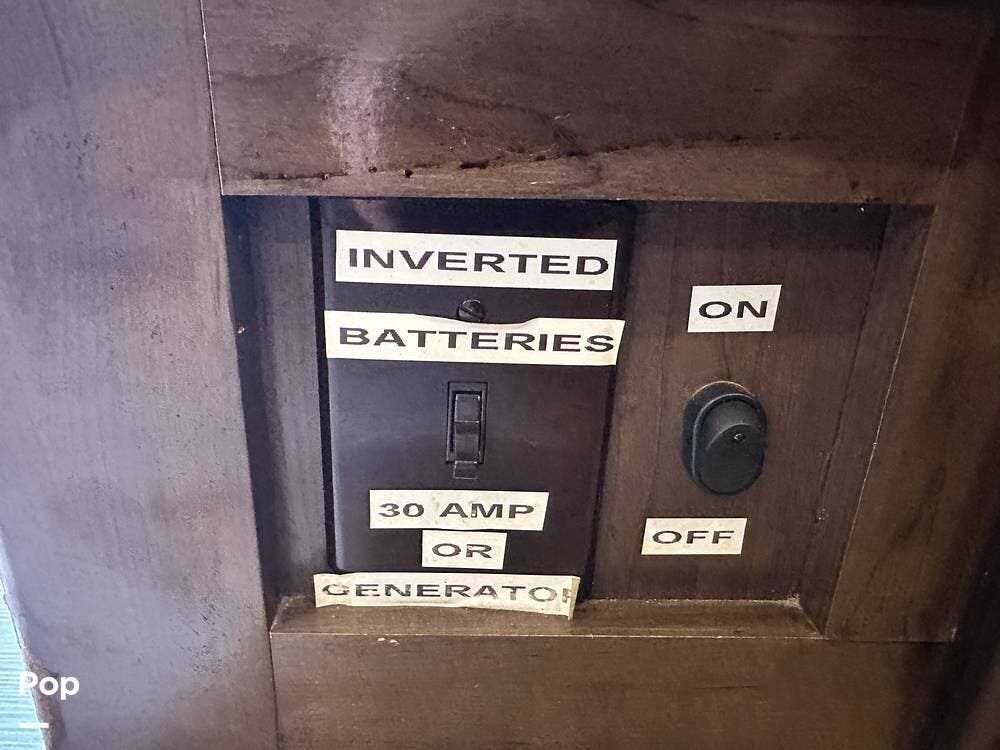 INVERTED
BATTERIES
30 AMP
OR
GENERATOR
ON
OFF
Pop